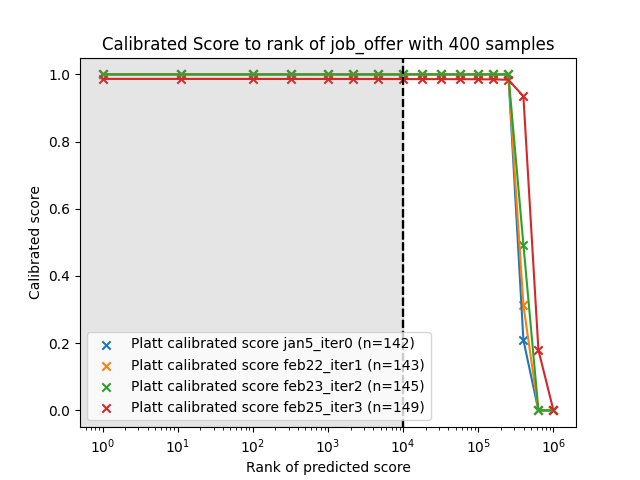 Calibrated Score to rank of job_offer with 400 samples
Calibrated score
1.0
0.8
0.6
0.4
0.2
0.0
Platt calibrated score jan5_iter0 (n=142)
Platt calibrated score feb22_iter1 (n=143)
Platt calibrated score feb23_iter2 (n=145)
Platt calibrated score feb25_iter3 (n=149)
10⁰ 10¹ 10² 10³ 10⁴ 10⁵ 10⁶
Rank of predicted score